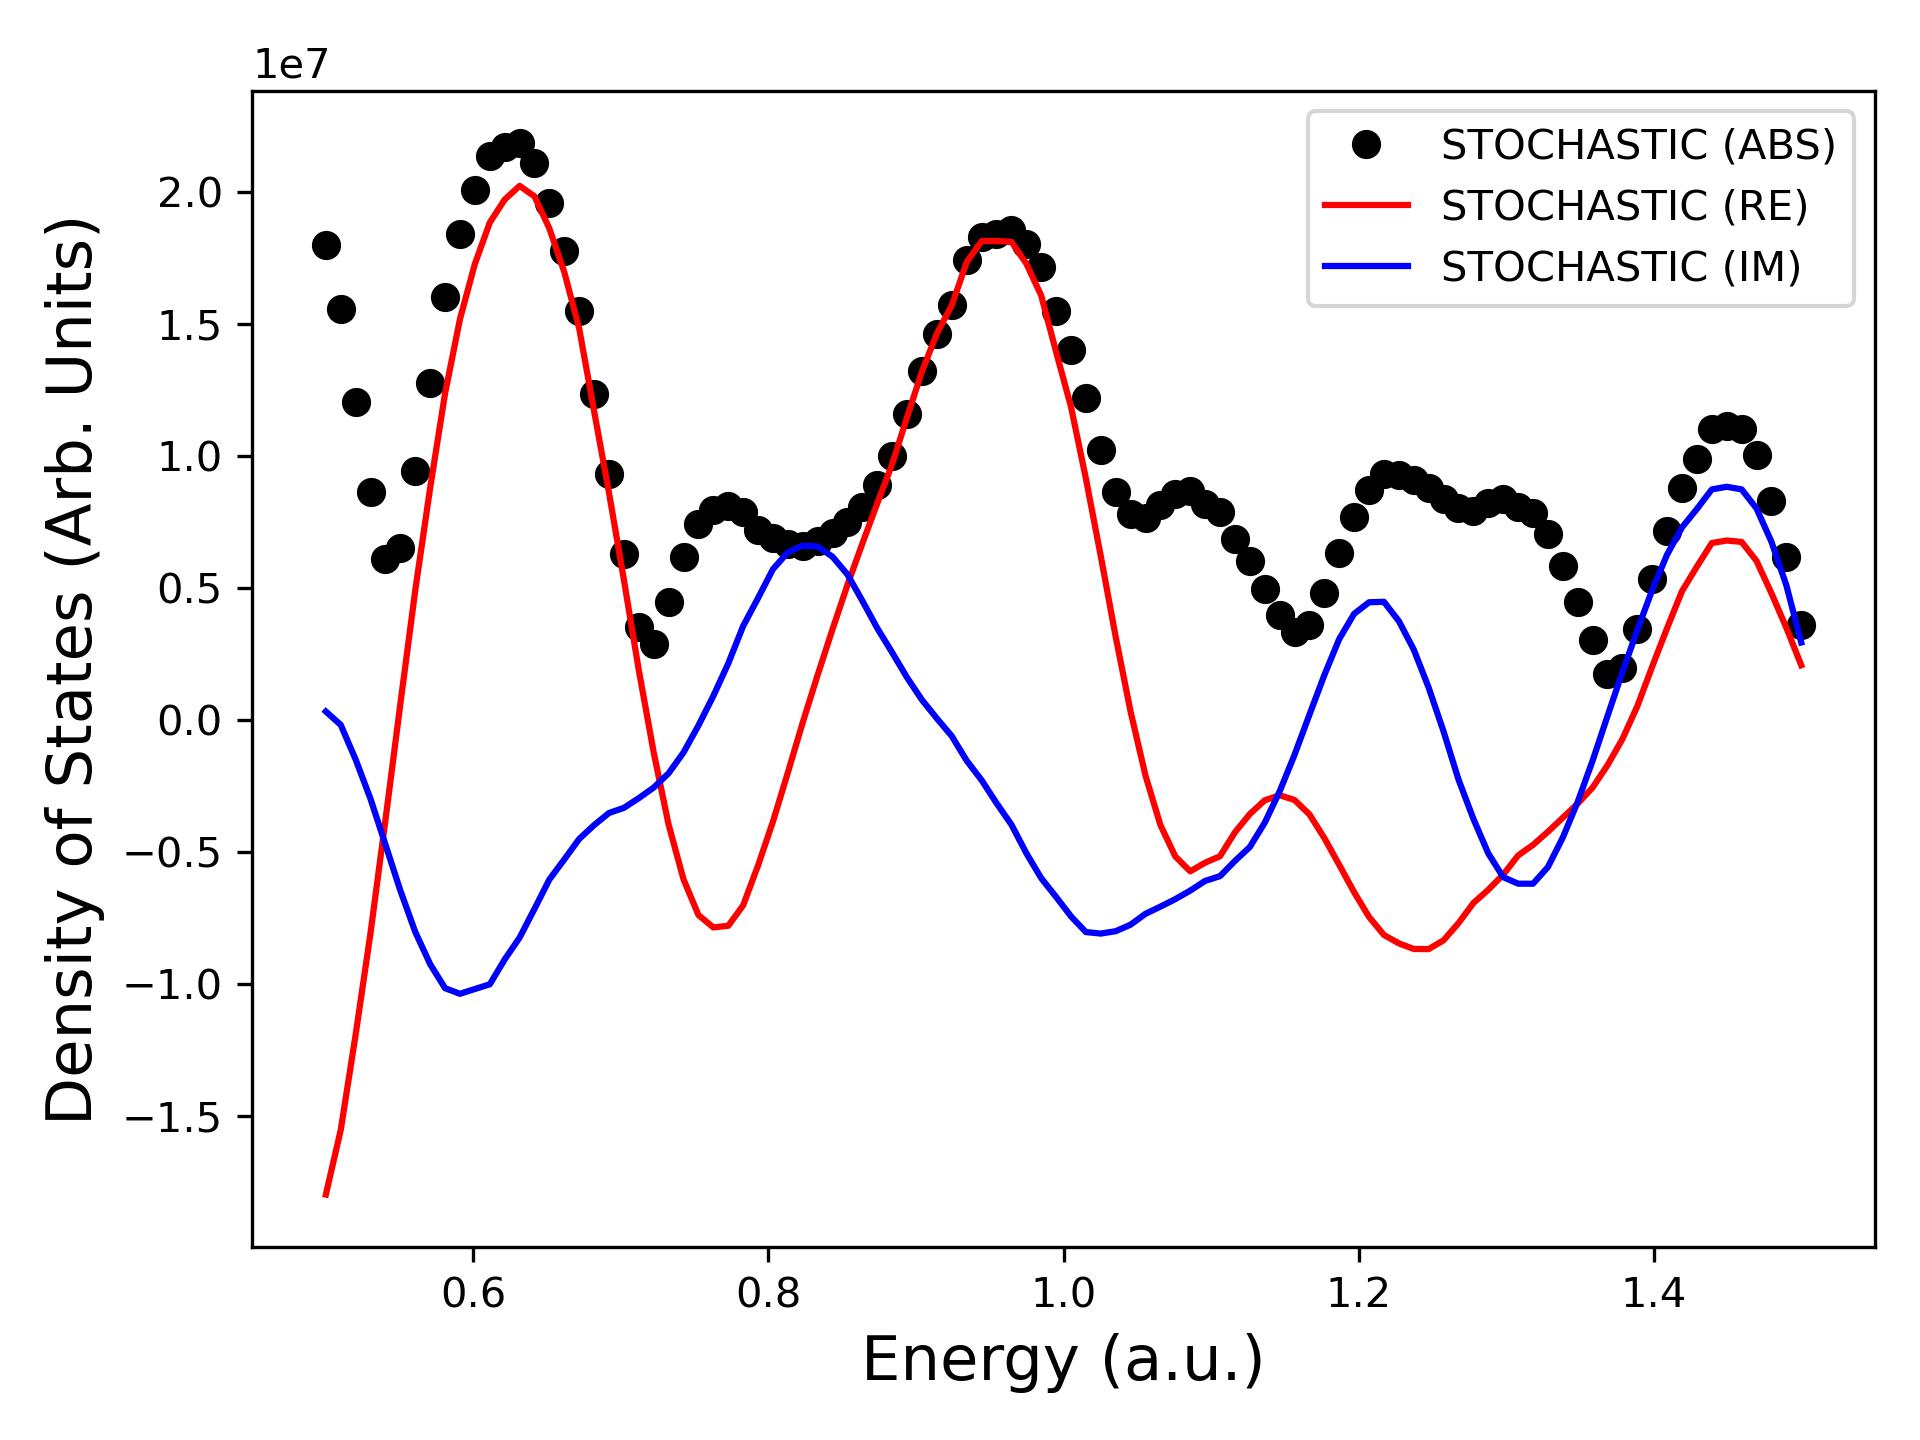 1e7
STOCHASTIC (ABS)
STOCHASTIC (RE)
STOCHASTIC (IM)
Density of States (Arb. Units)
2.0
1.5
1.0
0.5
0.0
−0.5
−1.0
−1.5
0.6 0.8 1.0 1.2 1.4
Energy (a.u.)